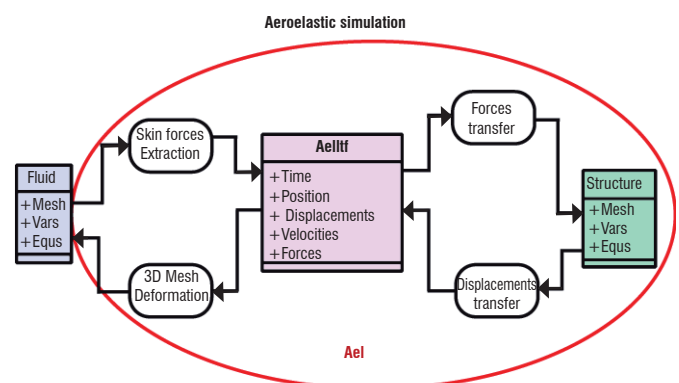 Aeroelastic simulation
Skin forces
Extraction
Forces
transfer
AelItf
+Time
+Position
+ Displacements
+Velocities
+Forces
Fluid
+Mesh
+Vars
+Equs
Structure
+Mesh
+Vars
+Equs
3D Mesh
Deformation
Displacements
transfer
Ael